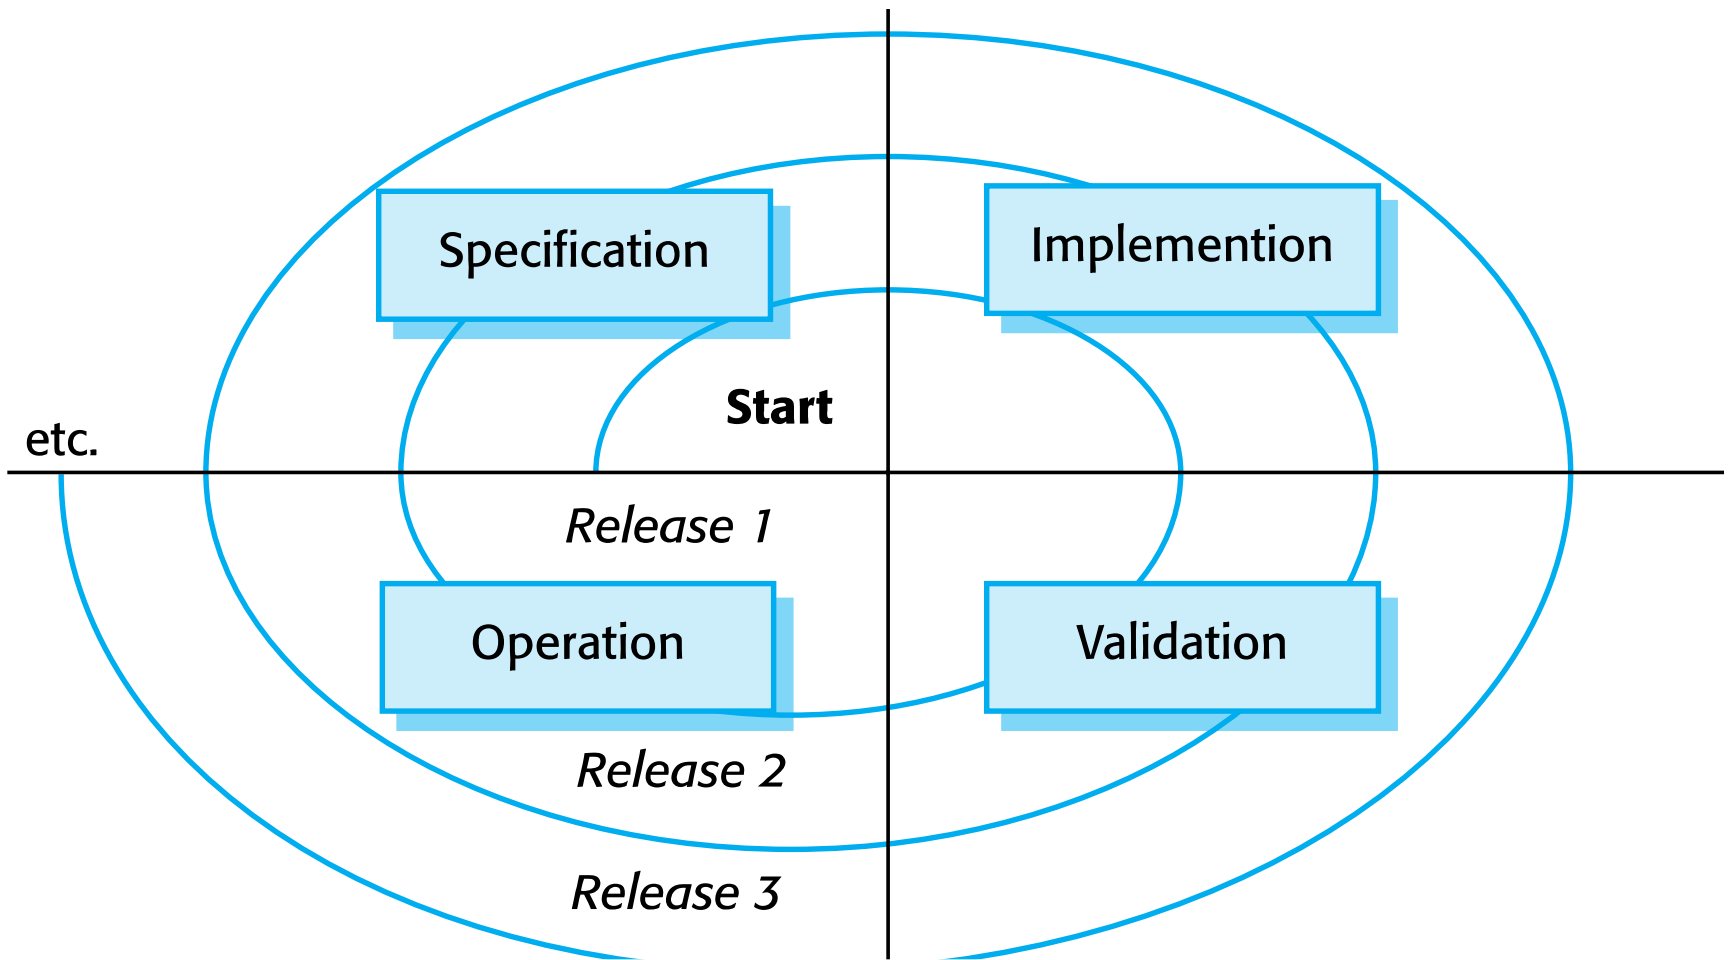 Specification
Implemention
Start
etc.
Release 1
Operation
Validation
Release 2
Release 3